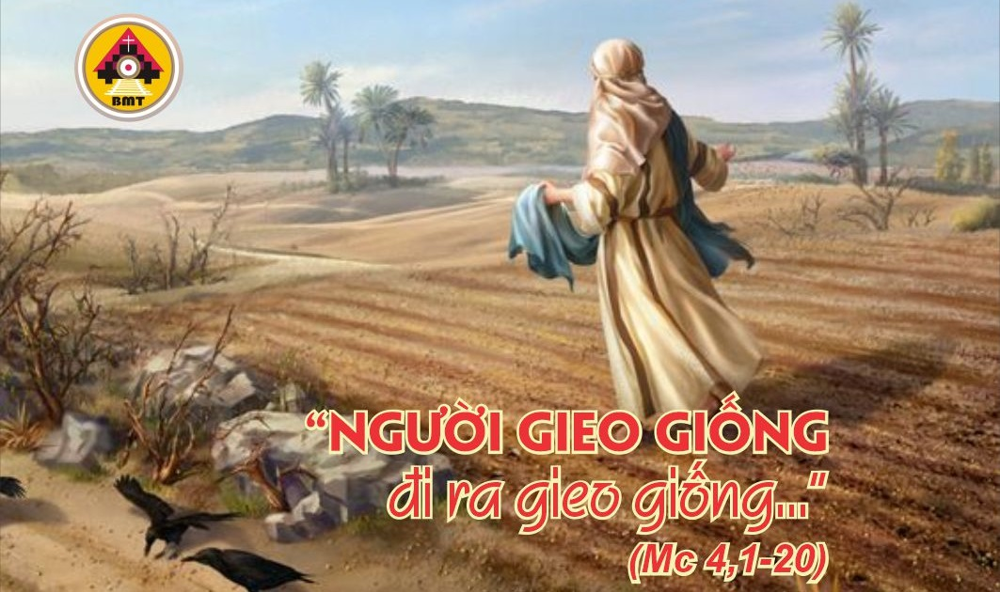 BMT
“NGƯỜI GIEO GIỐNG
đi ra gieo giống...”
(Mc 4,1-20)